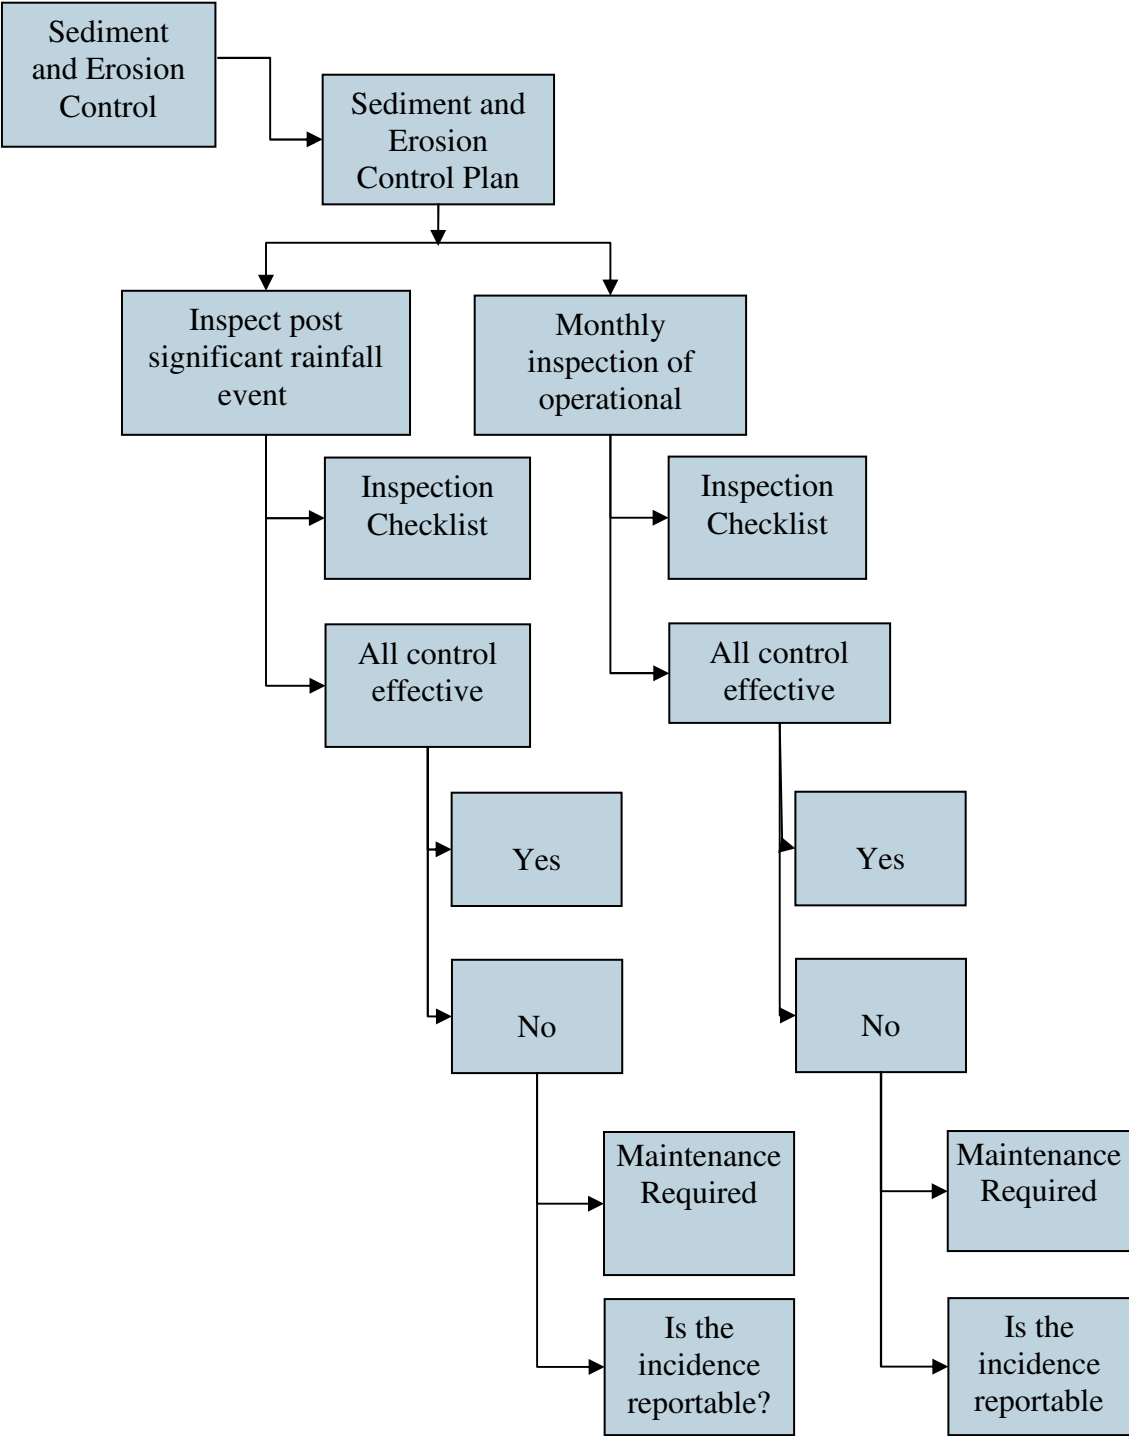 Sediment
and Erosion
Control
Sediment and
Erosion
Control Plan
Inspect post
significant rainfall
event
Monthly
inspection of
operational
Inspection
Checklist
Inspection
Checklist
All control
effective
All control
effective
Yes
Yes
No
No
Maintenance
Required
Maintenance
Required
Is the
incidence
reportable?
Is the
incidence
reportable